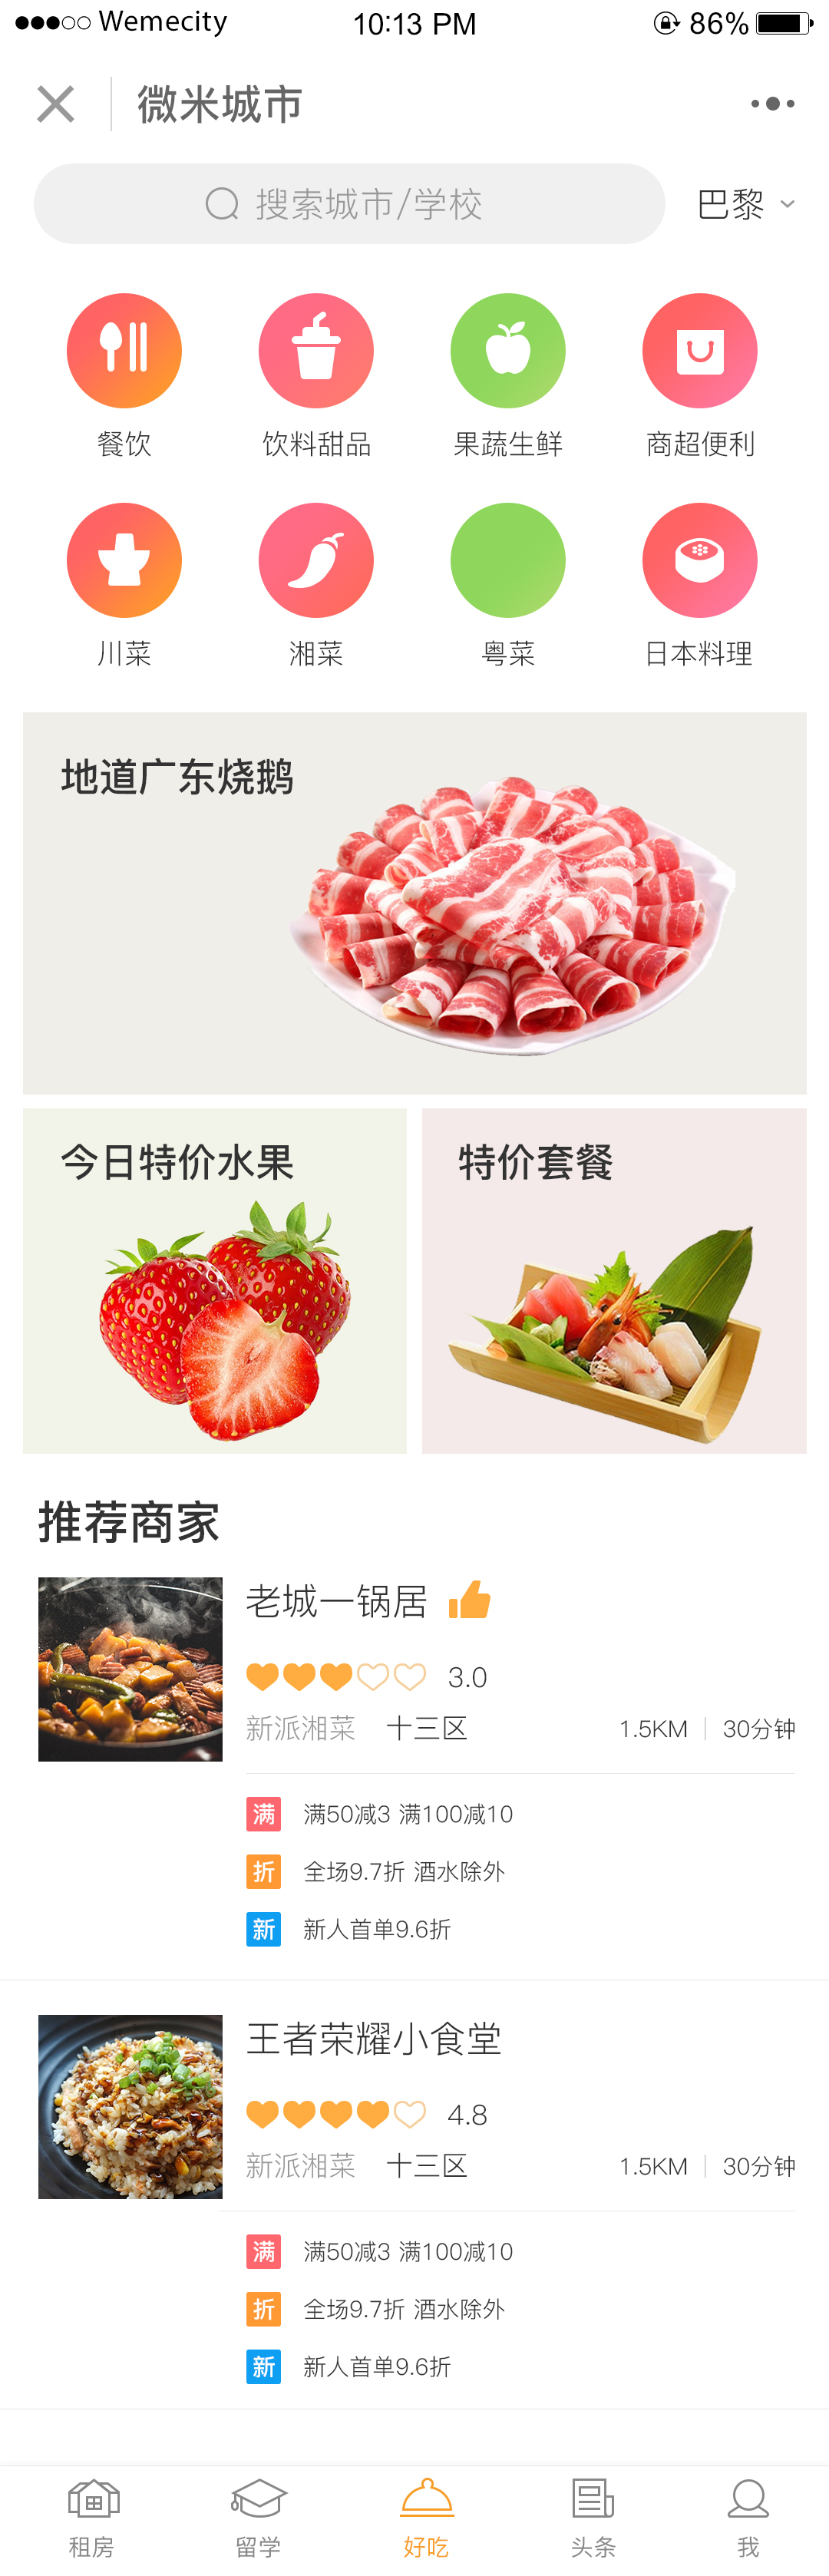 Wemecity 10:13 PM 86%
微米城市
搜索城市/学校 巴黎
餐饮 饮料甜品 果蔬生鲜 商超便利
川菜 湘菜 粤菜 日本料理
地道广东烧鹅
今日特价水果 特价套餐
推荐商家
老城一锅居
3.0
新派湘菜 十三区 1.5KM 30分钟
满 满50减3 满100减10
折 全场9.7折 酒水除外
新 新人首单9.6折
王者荣耀小食堂
4.8
新派湘菜 十三区 1.5KM 30分钟
满 满50减3 满100减10
折 全场9.7折 酒水除外
新 新人首单9.6折
租房 留学 好吃 头条 我